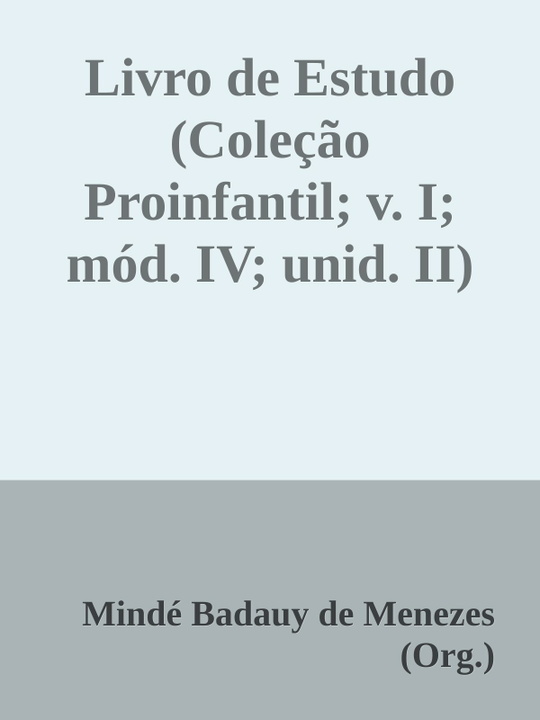 Livro de Estudo
(Coleção
Proinfantil; v. I;
mód. IV; unid. II)
Mindé Badauy de Menezes
(Org.)